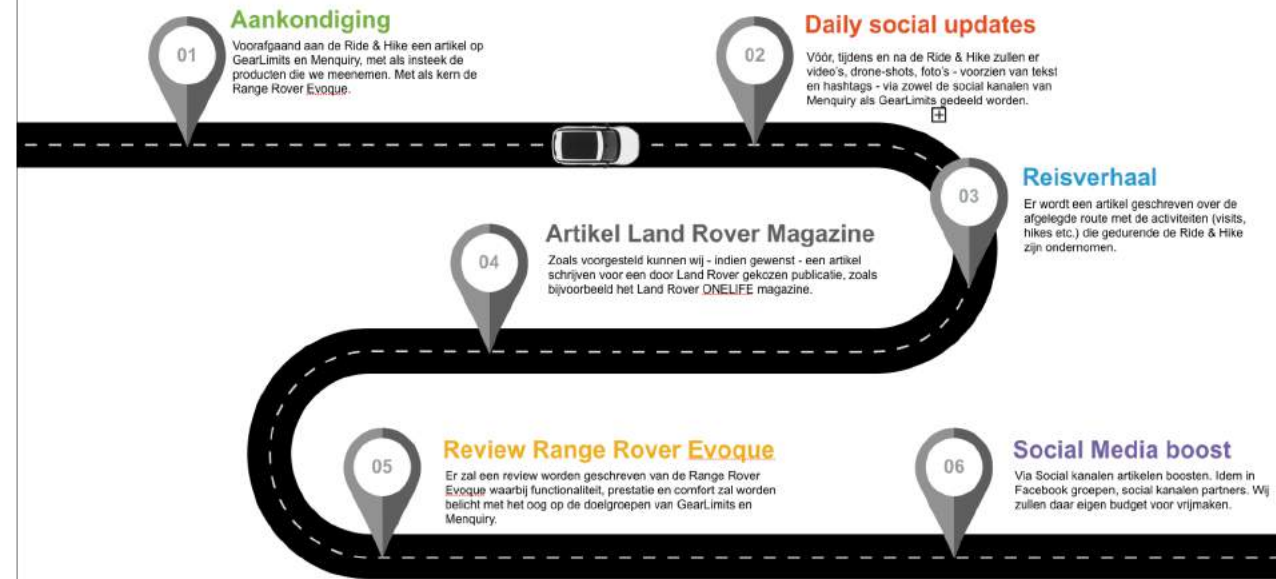 01
Aankondiging
Voorafgaand aan de Ride & Hike een artikel op
GearLimits en Menquiry, met als insteek de
producten die we meenemen. Met als kern de
Range Rover Evoque.
02
Daily social updates
Vóór, tijdens en na de Ride & Hike zullen er
video's, drone-shots, foto's - voorzien van tekst
en hashtags - via zowel de social kanalen van
Menquiry als GearLimits gedeeld worden.
03
Reisverhaal
Er wordt een artikel geschreven over de
afgelegde route met de activiteiten (visits,
hikes etc.) die gedurende de Ride & Hike
zijn ondernomen.
04
Artikel Land Rover Magazine
Zoals voorgesteld kunnen wij - indien gewenst - een artikel
schrijven voor een door Land Rover gekozen publicatie, zoals
bijvoorbeeld het Land Rover ONELIFE magazine.
05
Review Range Rover Evoque
Er zal een review worden geschreven van de Range Rover
Evoque waarbij functionaliteit, prestatie en comfort zal worden
belicht met het oog op de doelgroepen van GearLimits en
Menquiry.
06
Social Media boost
Via Social kanalen artikelen boosten. Idem in
Facebook groepen, social kanalen partners. Wij
zullen daar eigen budget voor vrijmaken.